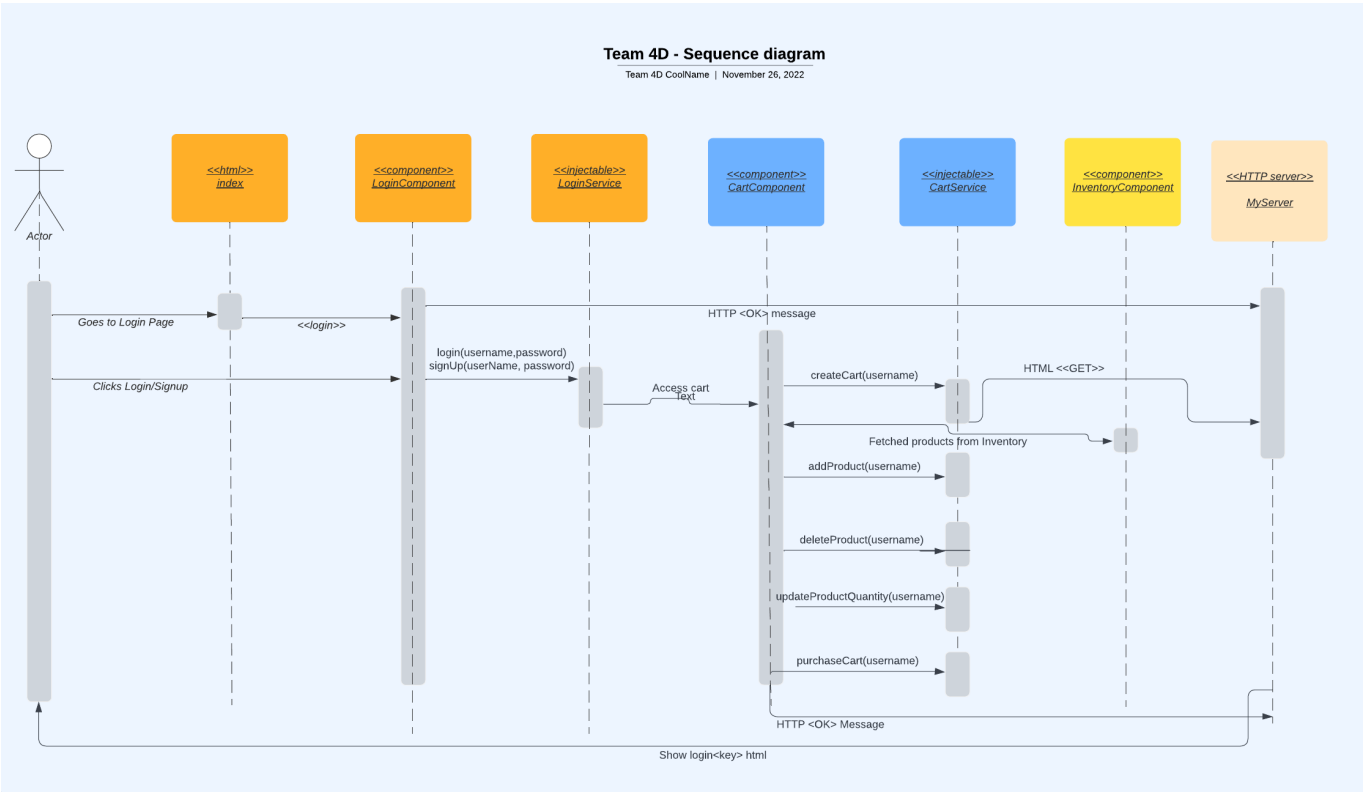 Team 4D - Sequence diagram
Team 4D CoolName | November 26, 2022
<<html>>
index
<<component>>
LoginComponent
<<injectable>>
LoginService
<<component>>
CartComponent
<<injectable>>
CartService
<<component>>
InventoryComponent
<<HTTP server>>
MyServer
Actor
Goes to Login Page
<<login>>
HTTP <OK> message
login(username,password)
signUp(userName, password)
Clicks Login/Signup
Access cart
Text
createCart(username)
HTML <<GET>>
Fetched products from Inventory
addProduct(username)
deleteProduct(username)
updateProductQuantity(username)
purchaseCart(username)
HTTP <OK> Message
Show login<key> html